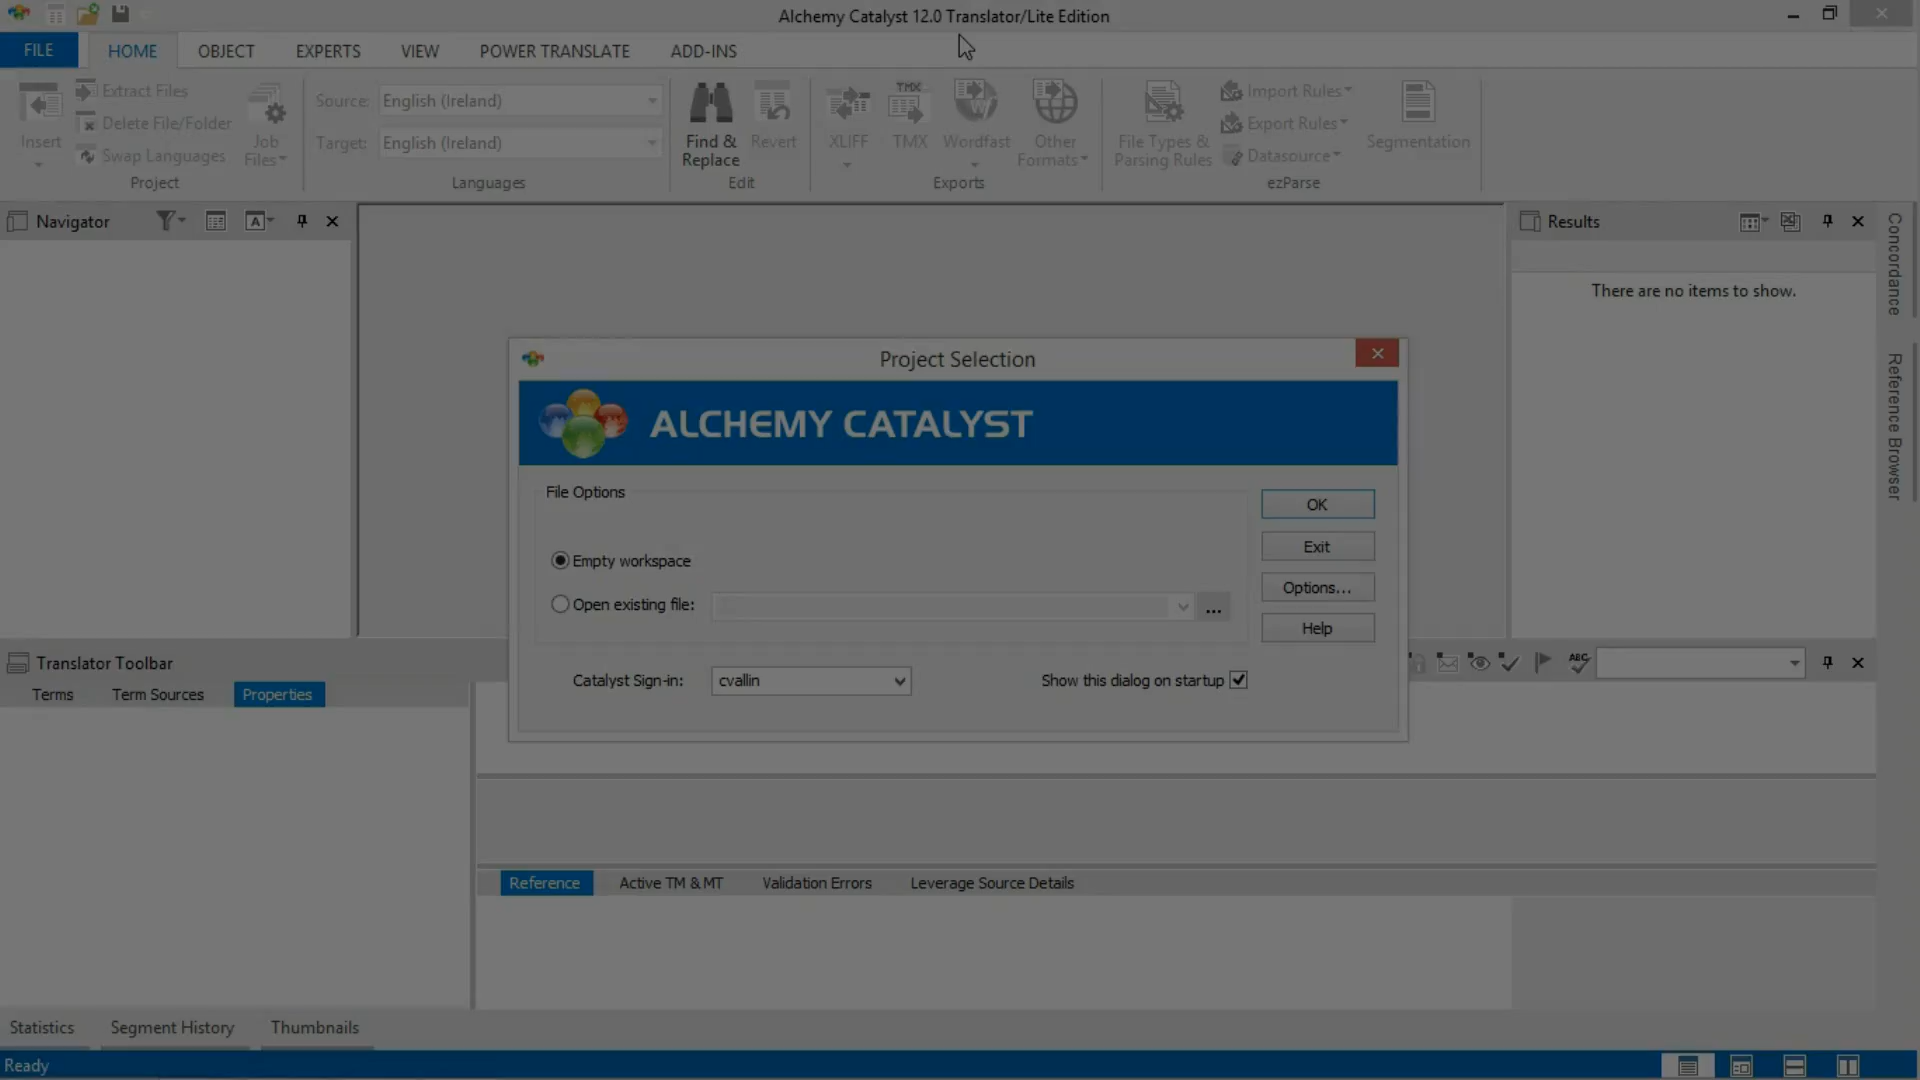 Alchemy Catalyst 12.0 Translator/Lite Edition
FILE HOME OBJECT EXPERTS VIEW POWER TRANSLATE ADD-INS
Insert
Extract Files
Delete File/Folder
Swap Languages
Job
Files
Project
Source: English (Ireland)
Target: English (Ireland)
Languages
Find &
Replace
Revert
Edit
XLIFF
TMX
TMX
Wordfast
Other
Formats
Exports
File Types &
Parsing Rules
Import Rules
Export Rules
Datasource
Segmentation
ezParse
Navigator
A
Results
There are no items to show.
Concordance
Reference Browser
Project Selection
ALCHEMY CATALYST
File Options
Empty workspace
Open existing file:
...
OK
Exit
Options...
Help
Catalyst Sign-in: cvallin
Show this dialog on startup
Translator Toolbar
ABC
Terms Term Sources Properties
Reference Active TM & MT Validation Errors Leverage Source Details
Statistics Segment History Thumbnails
Ready